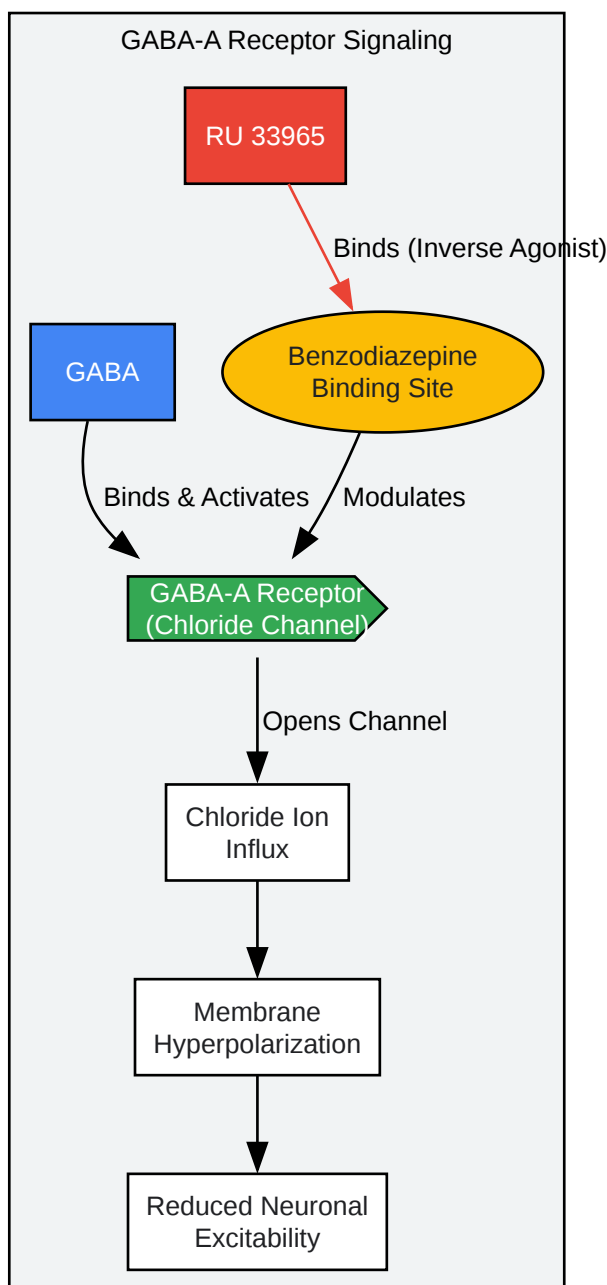 GABA-A Receptor Signaling
RU 33965
Binds (Inverse Agonist)
GABA
Benzodiazepine
Binding Site
Binds & Activates
Modulates
GABA-A Receptor
(Chloride Channel)
Opens Channel
Chloride Ion
Influx
Membrane
Hyperpolarization
Reduced Neuronal
Excitability